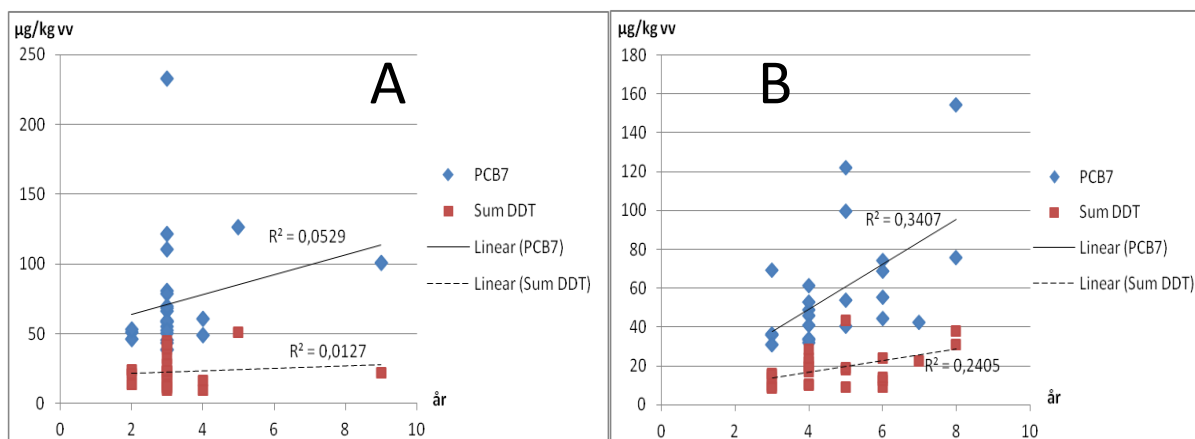 µg/kg vv
A
250
200
150
100
50
0
0 2 4 6 8 10
år
R² = 0,0529
R² = 0,0127
PCB7
Sum DDT
Linear (PCB7)
Linear (Sum DDT)
µg/kg vv
B
180
160
140
120
100
80
60
40
20
0
0 2 4 6 8 10
år
R² = 0,3407
R² = 0,2405
PCB7
Sum DDT
Linear (PCB7)
Linear (Sum DDT)